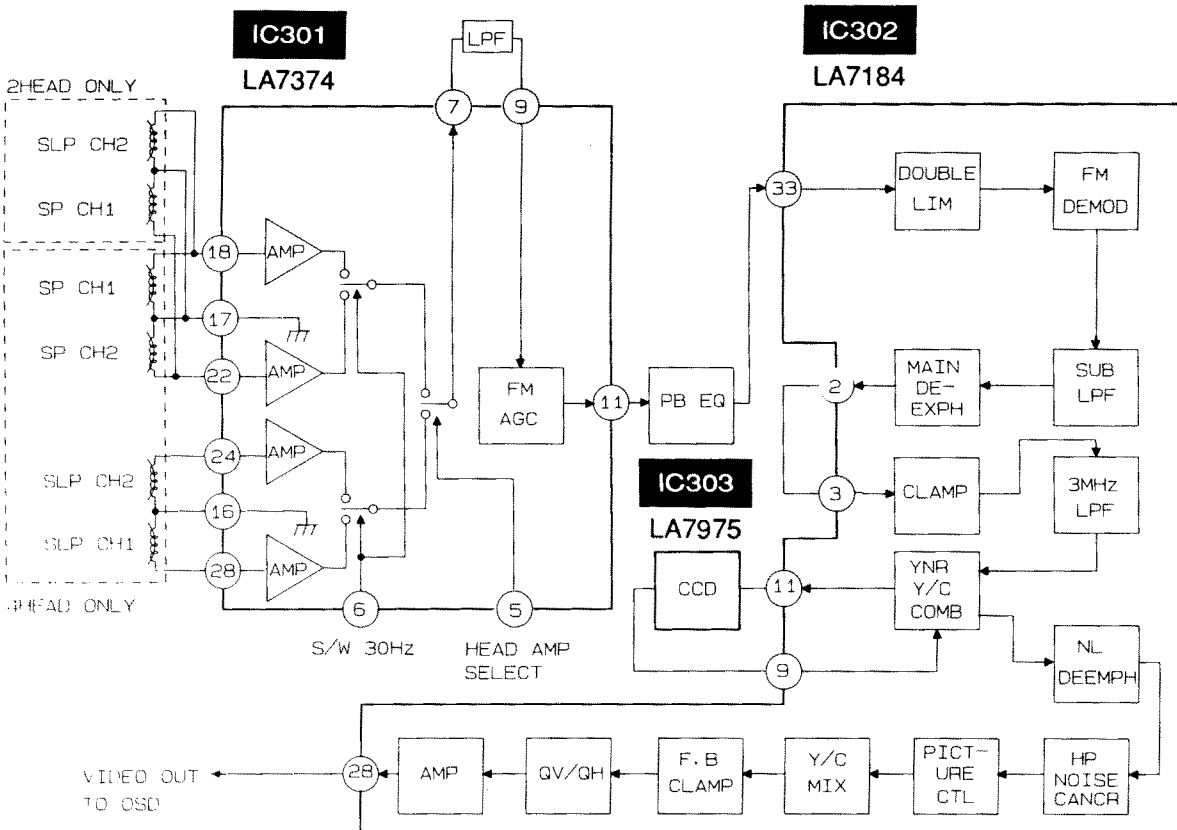 IC301
LA7374
LPF
IC302
LA7184
2HEAD ONLY
7
9
SLP CH2
SP CH1
33
DOUBLE
LIM
FM
DEMOD
18
AMP
SP CH1
17
SP CH2
22
AMP
FM
AGC
11
PB EQ
2
MAIN
DE-
EXPH
SUB
LPF
24
AMP
SLP CH2
16
SLP CH1
28
AMP
4HEAD ONLY
6
S/W 30Hz
5
HEAD AMP
SELECT
IC303
LA7975
3
CLAMP
3MHz
LPF
CCD
11
YNR
Y/C
COMB
9
NL
DEEMPH
VIDEO OUT
TO OSD
28
AMP
QV/QH
F.B
CLAMP
Y/C
MIX
PICT-
URE
CTL
HP
NOISE
CANCR